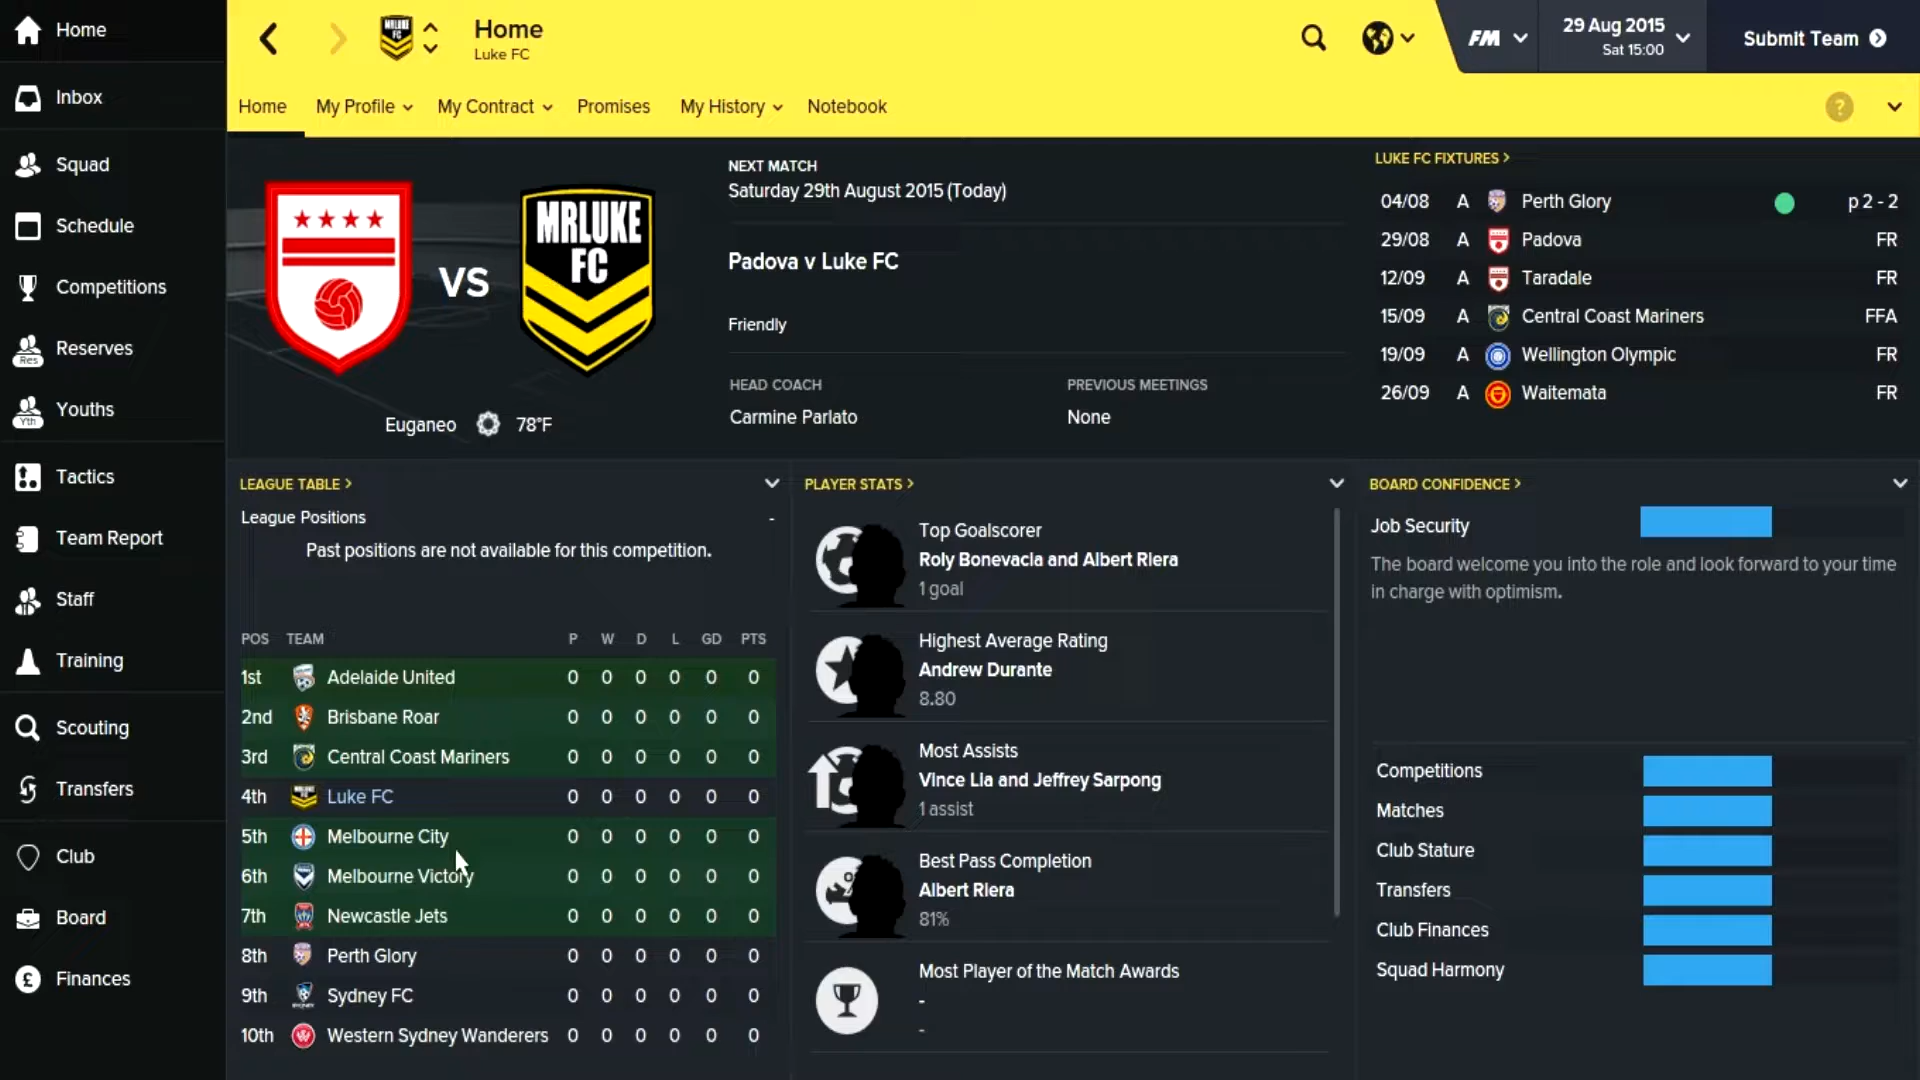 Home
Inbox
Squad
Schedule
Competitions
Res
Reserves
Yth
Youths
Tactics
Team Report
Staff
Training
Scouting
Transfers
Club
Board
£
Finances
MRLUKE
FC
Home
Luke FC
FM
29 Aug 2015
Sat 15:00
Submit Team
Home
My Profile
My Contract
Promises
My History
Notebook
?
VS
MRLUKE
FC
Euganeo
78°F
NEXT MATCH
Saturday 29th August 2015 (Today)
Padova v Luke FC
Friendly
HEAD COACH
Carmine Parlato
PREVIOUS MEETINGS
None
LUKE FC FIXTURES >
04/08 A Perth Glory p 2 - 2
29/08 A Padova FR
12/09 A Taradale FR
15/09 A Central Coast Mariners FFA
19/09 A Wellington Olympic FR
26/09 A Waitemata FR
LEAGUE TABLE >
League Positions -
Past positions are not available for this competition.
POS TEAM P W D L GD PTS
1st Adelaide United 0 0 0 0 0 0
2nd Brisbane Roar 0 0 0 0 0 0
3rd Central Coast Mariners 0 0 0 0 0 0
4th Luke FC 0 0 0 0 0 0
5th Melbourne City 0 0 0 0 0 0
6th Melbourne Victory 0 0 0 0 0 0
7th Newcastle Jets 0 0 0 0 0 0
8th Perth Glory 0 0 0 0 0 0
9th Sydney FC 0 0 0 0 0 0
10th Western Sydney Wanderers 0 0 0 0 0 0
PLAYER STATS >
Top Goalscorer
Roly Bonevacia and Albert Riera
1 goal
Highest Average Rating
Andrew Durante
8.80
Most Assists
Vince Lia and Jeffrey Sarpong
1 assist
Best Pass Completion
Albert Riera
81%
Most Player of the Match Awards
-
-
BOARD CONFIDENCE >
Job Security
The board welcome you into the role and look forward to your time
in charge with optimism.
Competitions
Matches
Club Stature
Transfers
Club Finances
Squad Harmony